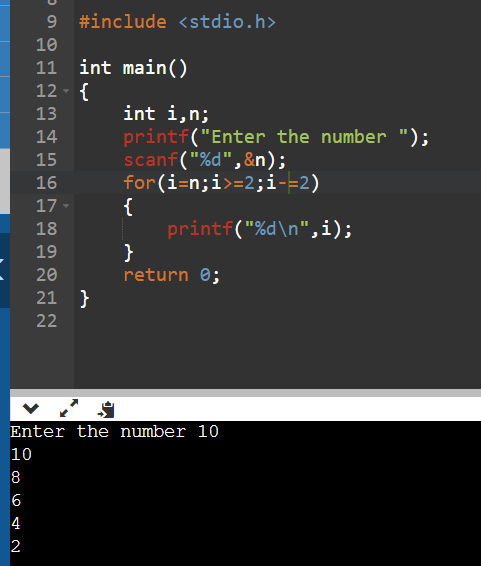 9 #include <stdio.h>
10
11 int main()
12 {
13 int i,n;
14 printf("Enter the number ");
15 scanf("%d",&n);
16 for(i=n;i>=2;i-=2)
17 {
18 printf("%d\n",i);
19 }
20 return 0;
21 }
22
Enter the number 10
10
8
6
4
2